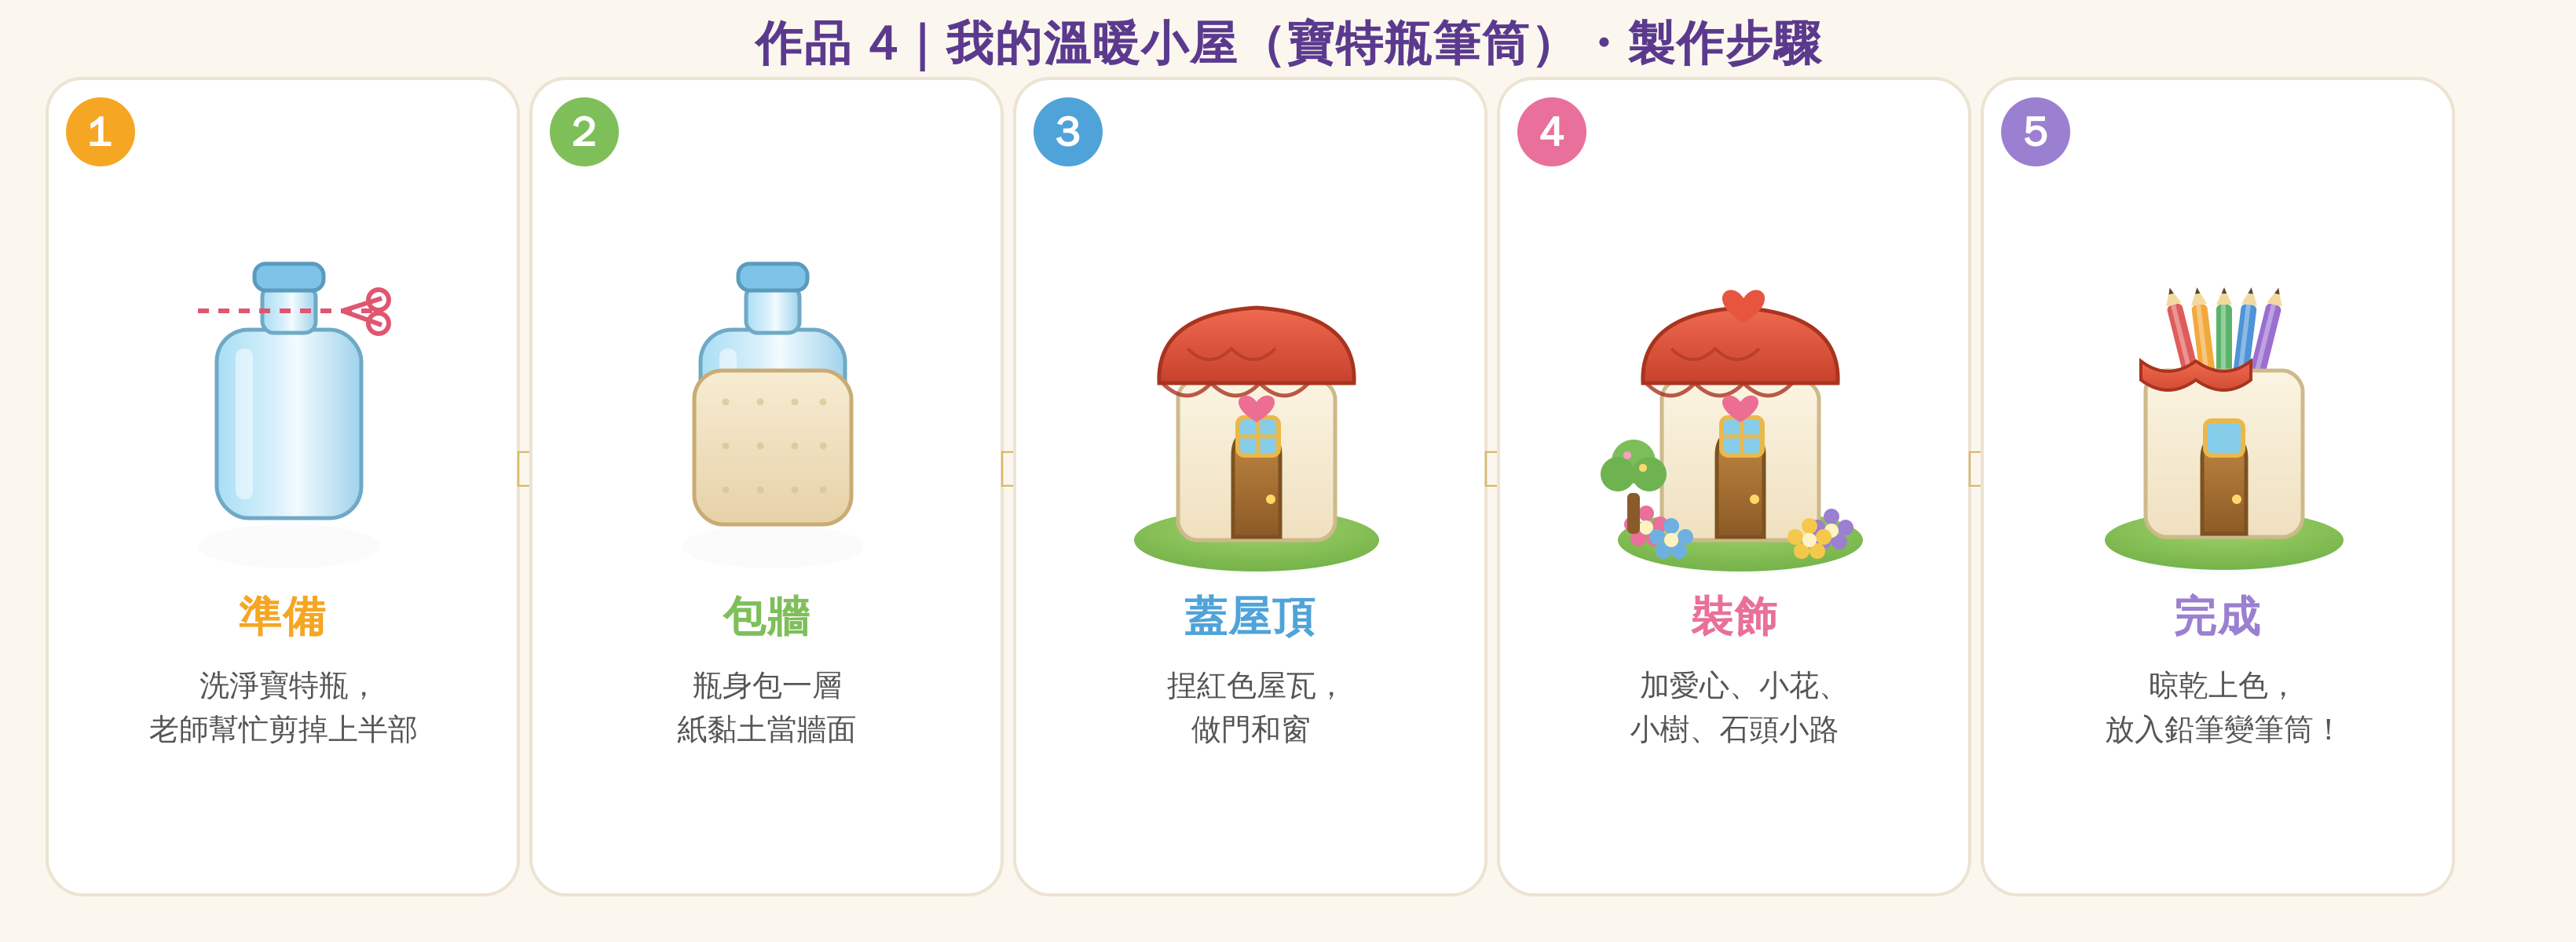 作品 4｜我的溫暖小屋（寶特瓶筆筒）・製作步驟
1
2
3
4
5
準備
洗淨寶特瓶，
老師幫忙剪掉上半部
包牆
瓶身包一層
紙黏土當牆面
蓋屋頂
捏紅色屋瓦，
做門和窗
裝飾
加愛心、小花、
小樹、石頭小路
完成
晾乾上色，
放入鉛筆變筆筒！